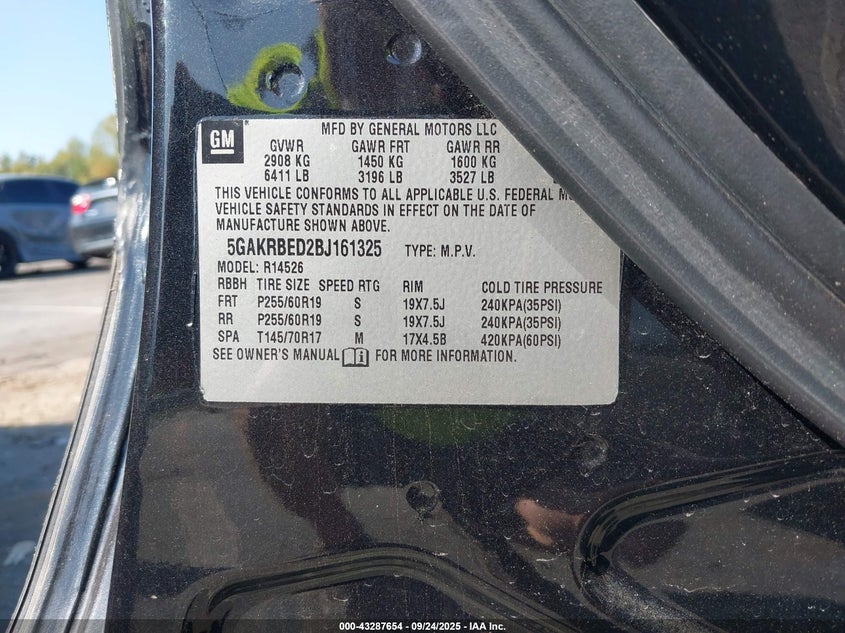 GM
MFD BY GENERAL MOTORS LLC
GVWR GAWR FRT GAWR RR
2908 KG 1450 KG 1600 KG
6411 LB 3196 LB 3527 LB
THIS VEHICLE CONFORMS TO ALL APPLICABLE U.S. FEDERAL
VEHICLE SAFETY STANDARDS IN EFFECT ON THE DATE OF
MANUFACTURE SHOWN ABOVE.
5GAKRBED2BJ161325 TYPE: M.P.V.
MODEL: R14526
RBBH TIRE SIZE SPEED RTG RIM COLD TIRE PRESSURE
FRT P255/60R19 S 19X7.5J 240KPA(35PSI)
RR P255/60R19 S 19X7.5J 240KPA(35PSI)
SPA T145/70R17 M 17X4.5B 420KPA(60PSI)
SEE OWNER'S MANUAL FOR MORE INFORMATION.
000-43287654 - 09/24/2025 - IAA Inc.